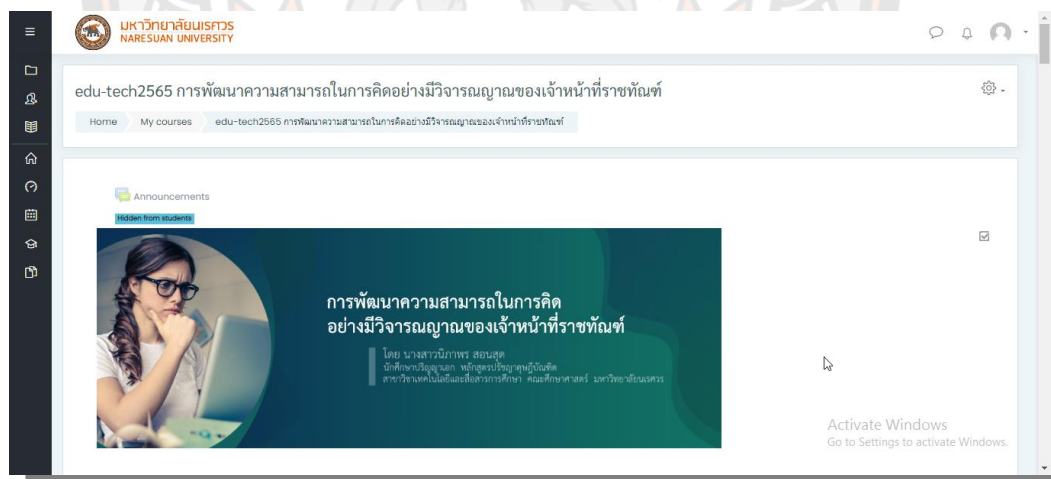 มหาวิทยาลัยนเรศวร
NARESUAN UNIVERSITY
edu-tech2565 การพัฒนาความสามารถในการคิดอย่างมีวิจารณญาณของเจ้าหน้าที่ราชทัณฑ์
Home My courses edu-tech2565 การพัฒนาความสามารถในการคิดอย่างมีวิจารณญาณของเจ้าหน้าที่ราชทัณฑ์
Announcements
Hidden from students
การพัฒนาความสามารถในการคิด
อย่างมีวิจารณญาณของเจ้าหน้าที่ราชทัณฑ์
โดย นางสาวนิภาพร สอนสุด
นักศึกษาปริญญาเอก หลักสูตรปรัชญาดุษฎีบัณฑิต
สาขาวิชาเทคโนโลยีและสื่อสารการศึกษา คณะศึกษาศาสตร์ มหาวิทยาลัยนเรศวร
Activate Windows
Go to Settings to activate Windows.